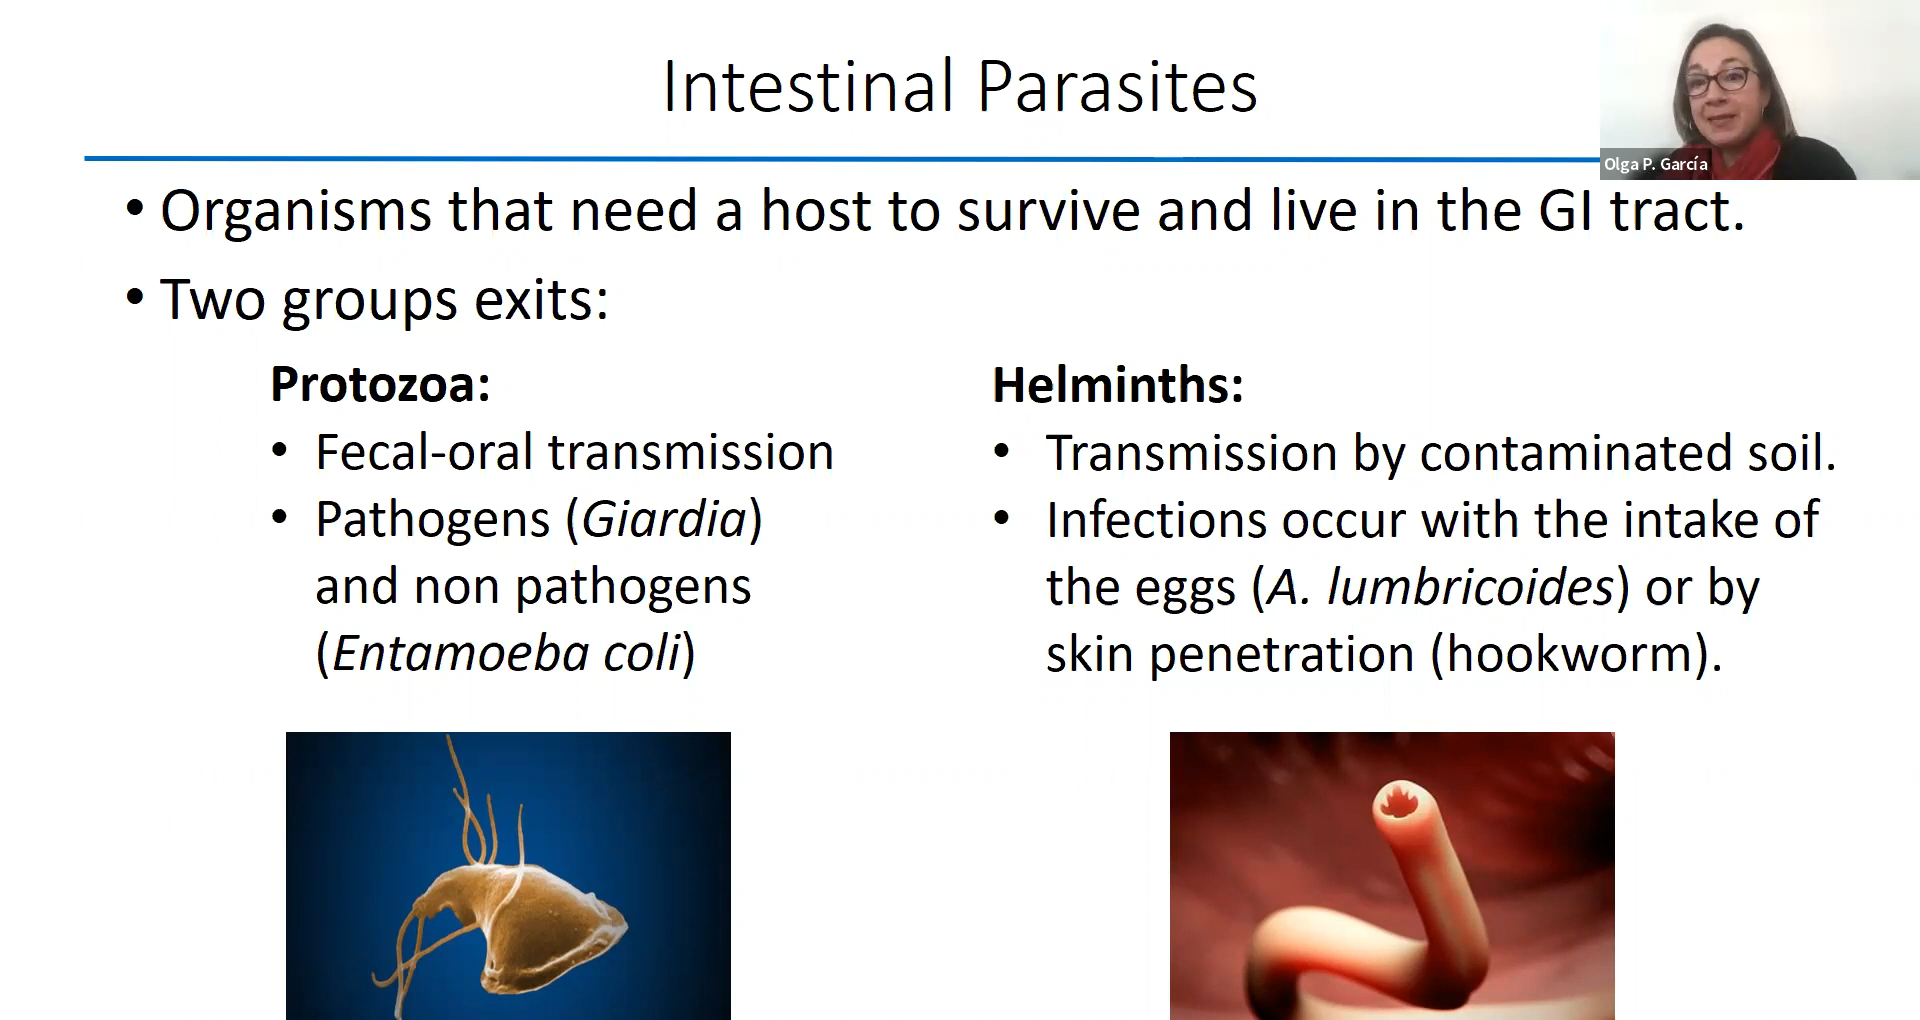 Intestinal Parasites
Olga P. García
• Organisms that need a host to survive and live in the GI tract.
• Two groups exits:
Protozoa:
• Fecal-oral transmission
• Pathogens (Giardia)
and non pathogens
(Entamoeba coli)
Helminths:
• Transmission by contaminated soil.
• Infections occur with the intake of
the eggs (A. lumbricoides) or by
skin penetration (hookworm).